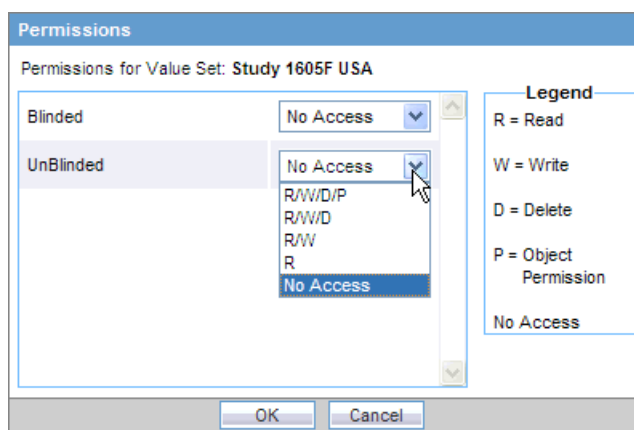 Permissions
Permissions for Value Set: Study 1605F USA
Blinded
No Access
UnBlinded
No Access
R/W/D/P
R/W/D
R/W
R
No Access
Legend
R = Read
W = Write
D = Delete
P = Object
Permission
No Access
OK
Cancel